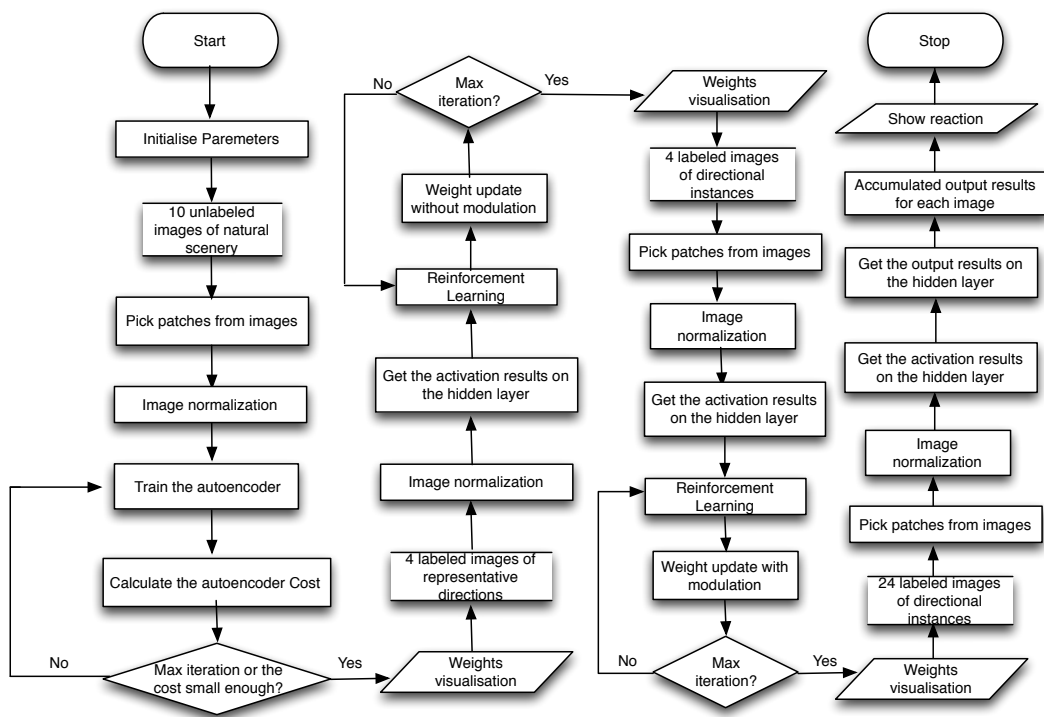 Start
Initialise Paremeters
10 unlabeled
images of natural
scenery
Pick patches from images
Image normalization
Train the autoencoder
Calculate the autoencoder Cost
Max iteration or the
cost small enough?
No
Yes
Weights
visualisation
4 labeled images of
representative
directions
Image normalization
Get the activation results on
the hidden layer
Reinforcement
Learning
Weight update
without modulation
Max
iteration?
No
Yes
Weights
visualisation
4 labeled images
of directional
instances
Pick patches from images
Image
normalization
Get the activation results
on the hidden layer
Reinforcement
Learning
Weight update with
modulation
Max
iteration?
No
Yes
Weights
visualisation
24 labeled images
of directional
instances
Pick patches from images
Image
normalization
Get the activation results
on the hidden layer
Get the output results on
the hidden layer
Accumulated output results
for each image
Show reaction
Stop